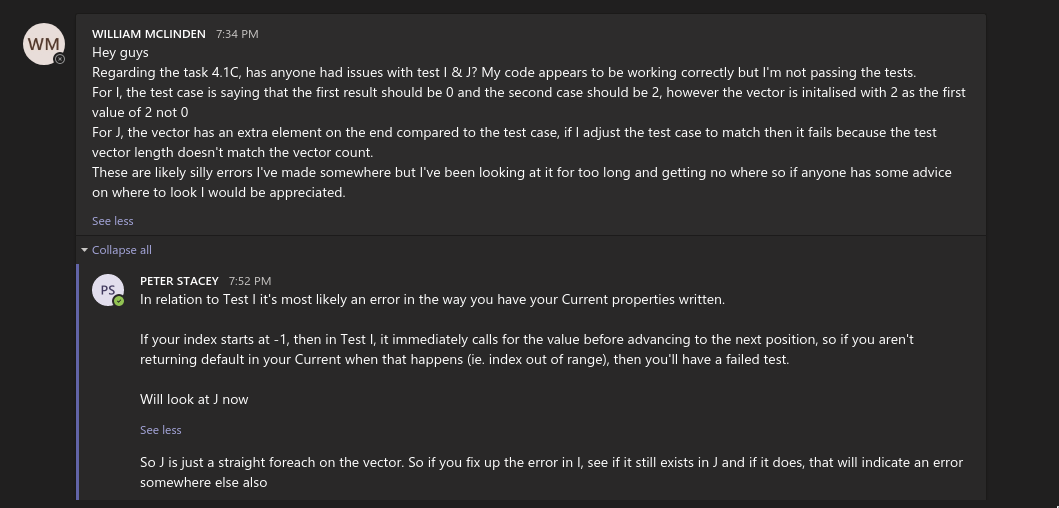 WM
WILLIAM MCLINDEN 7:34 PM
Hey guys
Regarding the task 4.1C, has anyone had issues with test I & J? My code appears to be working correctly but I'm not passing the tests.
For I, the test case is saying that the first result should be 0 and the second case should be 2, however the vector is initalised with 2 as the first
value of 2 not 0
For J, the vector has an extra element on the end compared to the test case, if I adjust the test case to match then it fails because the test
vector length doesn't match the vector count.
These are likely silly errors I've made somewhere but I've been looking at it for too long and getting no where so if anyone has some advice
on where to look I would be appreciated.
See less
Collapse all
PS
PETER STACEY 7:52 PM
In relation to Test I it's most likely an error in the way you have your Current properties written.
If your index starts at -1, then in Test I, it immediately calls for the value before advancing to the next position, so if you aren't
returning default in your Current when that happens (ie. index out of range), then you'll have a failed test.
Will look at J now
See less
So J is just a straight foreach on the vector. So if you fix up the error in I, see if it still exists in J and if it does, that will indicate an error
somewhere else also